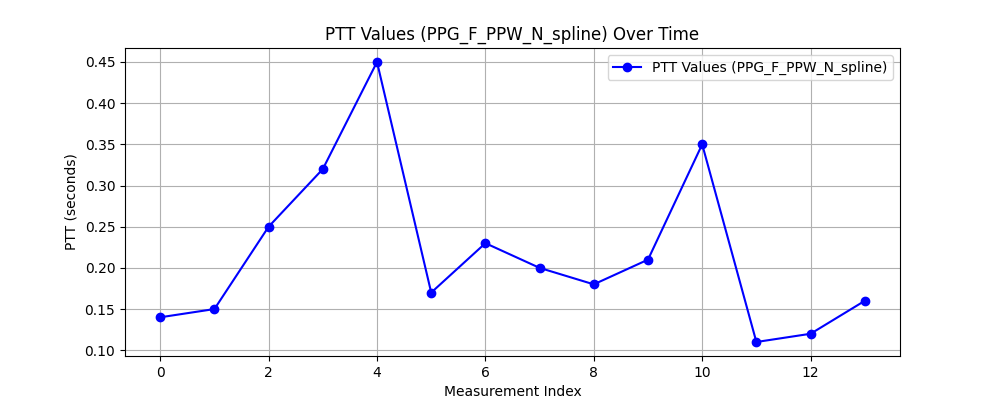 PTT Values (PPG_F_PPW_N_spline) Over Time
PTT Values (PPG_F_PPW_N_spline)
PTT (seconds)
0.45
0.40
0.35
0.30
0.25
0.20
0.15
0.10
0 2 4 6 8 10 12
Measurement Index